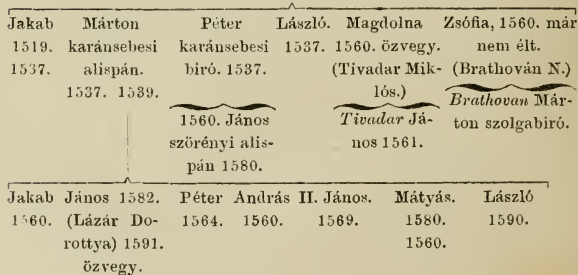 Jakab Márton Péter László. Magdolna Zsófia, 1560. már
1519. karánsebesi karánsebesi 1537. 1560. özvegy. nem élt.
1537. alispán. biró. 1537. (Tivadar Mik- (Brathován N.)
1537. 1539. lós.)
Brathovan Már-
1560. János Tivadar Já- ton szolgabiró.
szörényi alis- nos 1561.
pán 1580.
Jakab János 1582. Péter András II. János. Mátyás. László
1560. (Lázár Do- 1564. 1560. 1569. 1580. 1590.
rottya) 1591. 1560.
özvegy.